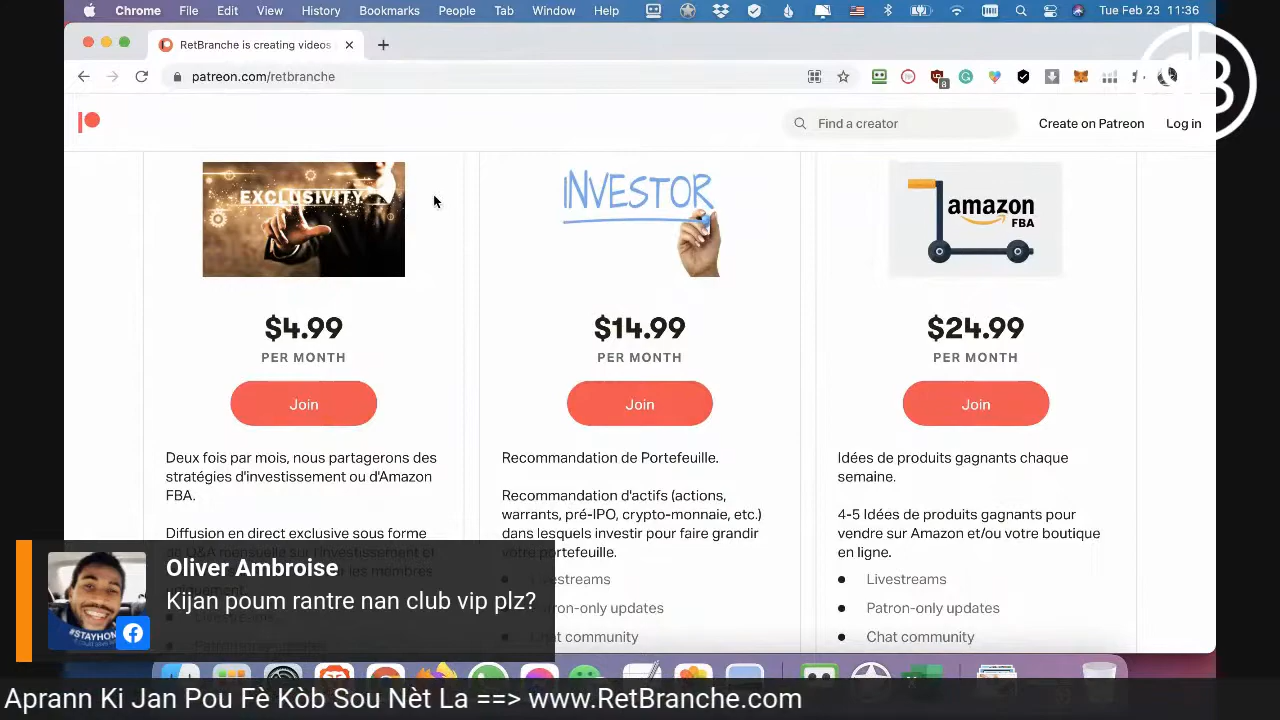 Chrome File Edit View History Bookmarks People Tab Window Help Tue Feb 23 11:36
RetBranche is creating videos
patreon.com/retbranche
8
Find a creator
Create on Patreon
Log in
EXCLUSIVITY
INVESTOR
amazon
FBA
$4.99
PER MONTH
Join
Deux fois par mois, nous partagerons des
stratégies d'investissement ou d'Amazon
FBA.
Diffusion en direct exclusive sous forme
$14.99
PER MONTH
Join
Recommandation de Portefeuille.
Recommandation d'actifs (actions,
warrants, pré-IPO, crypto-monnaie, etc.)
dans lesquels investir pour faire grandir
votre portefeuille.
Livestreams
Patron-only updates
Chat community
$24.99
PER MONTH
Join
Idées de produits gagnants chaque
semaine.
4-5 Idées de produits gagnants pour
vendre sur Amazon et/ou votre boutique
en ligne.
Livestreams
Patron-only updates
Chat community
Oliver Ambroise
Kijan poum rantre nan club vip plz?
Aprann Ki Jan Pou Fè Kòb Sou Nèt La ==> www.RetBranche.com